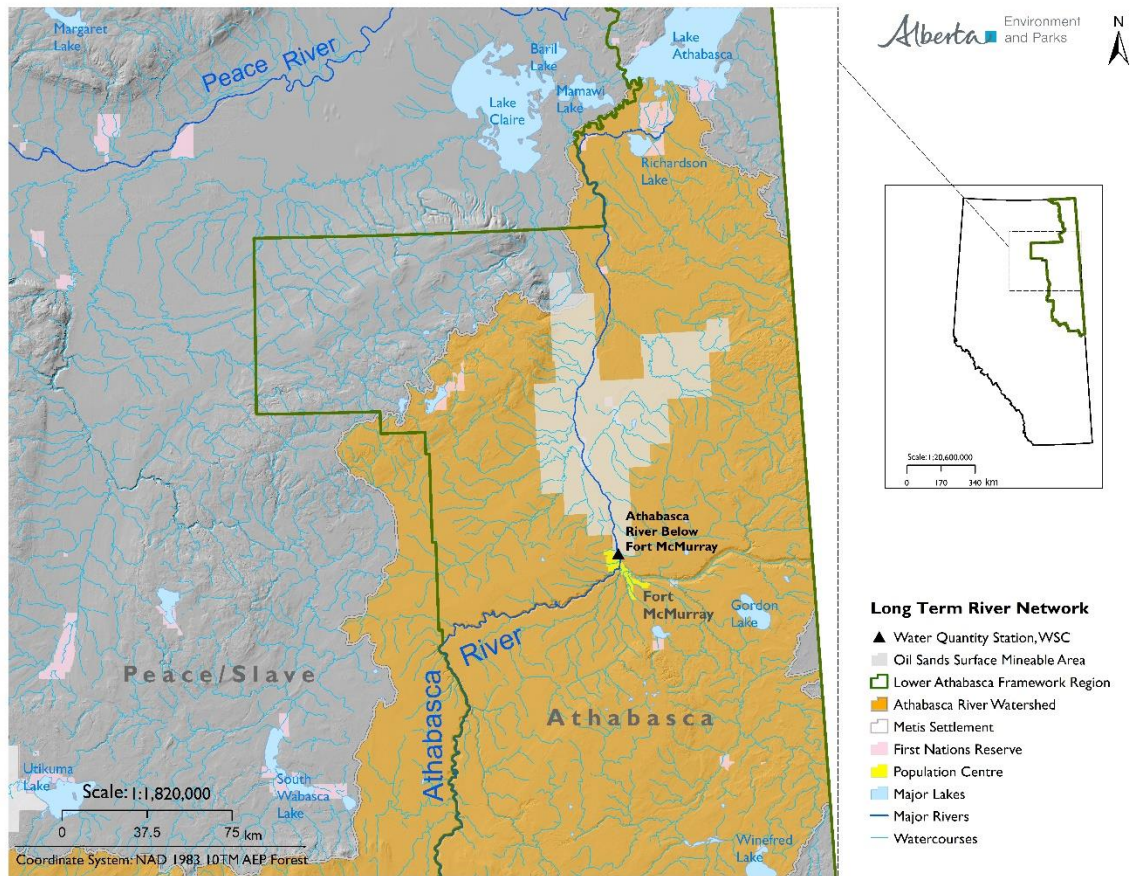 Margaret
Lake
Peace River
Baril
Lake
Lake
Athabasca
Lake
Claire
Mamawi
Lake
Richardson
Lake
Athabasca
River Below
Fort McMurray
Fort
McMurray
Gordon
Lake
River
Athabasca
Peace/Slave
Athabasca
Utikuma
Lake
South
Wabasca
Lake
Winefred
Lake
Scale: 1:1,820,000
0 37.5 75 km
Coordinate System: NAD 1983 10TM AEP Forest
Alberta Environment
and Parks
N
Scale: 1:20,600,000
0 170 340 km
Long Term River Network
Water Quantity Station, WSC
Oil Sands Surface Mineable Area
Lower Athabasca Framework Region
Athabasca River Watershed
Metis Settlement
First Nations Reserve
Population Centre
Major Lakes
Major Rivers
Watercourses